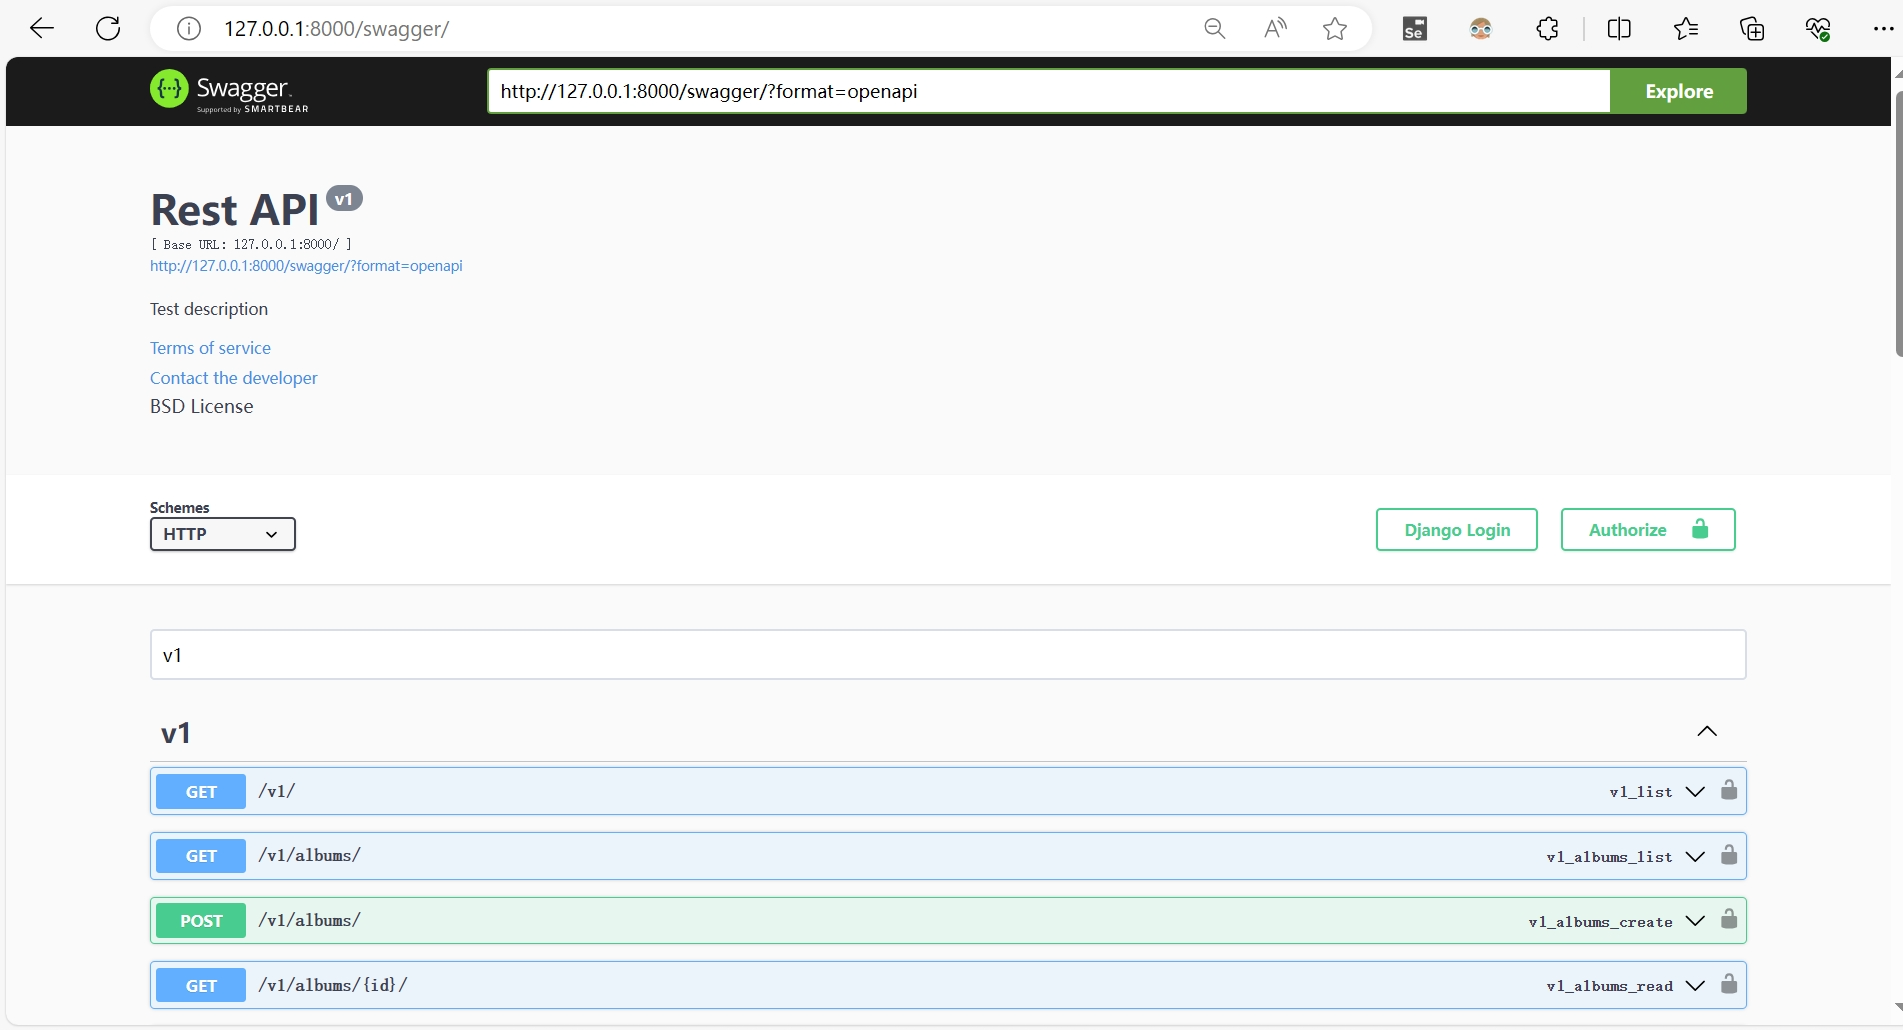 127.0.0.1:8000/swagger/
Se
Swagger
Supported by SMARTBEAR
http://127.0.0.1:8000/swagger/?format=openapi
Explore
Rest API v1
[ Base URL: 127.0.0.1:8000/ ]
http://127.0.0.1:8000/swagger/?format=openapi
Test description
Terms of service
Contact the developer
BSD License
Schemes
HTTP
Django Login
Authorize
v1
v1
GET /v1/ v1_list
GET /v1/albums/ v1_albums_list
POST /v1/albums/ v1_albums_create
GET /v1/albums/{id}/ v1_albums_read